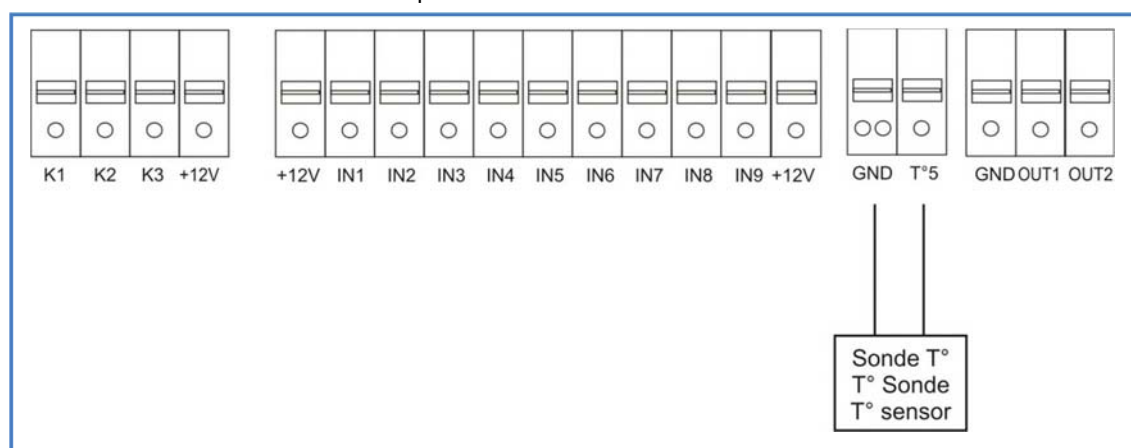 K1 K2 K3 +12V +12V IN1 IN2 IN3 IN4 IN5 IN6 IN7 IN8 IN9 +12V GND T°5 GND OUT1 OUT2
Sonde T°
T° Sonde
T° sensor